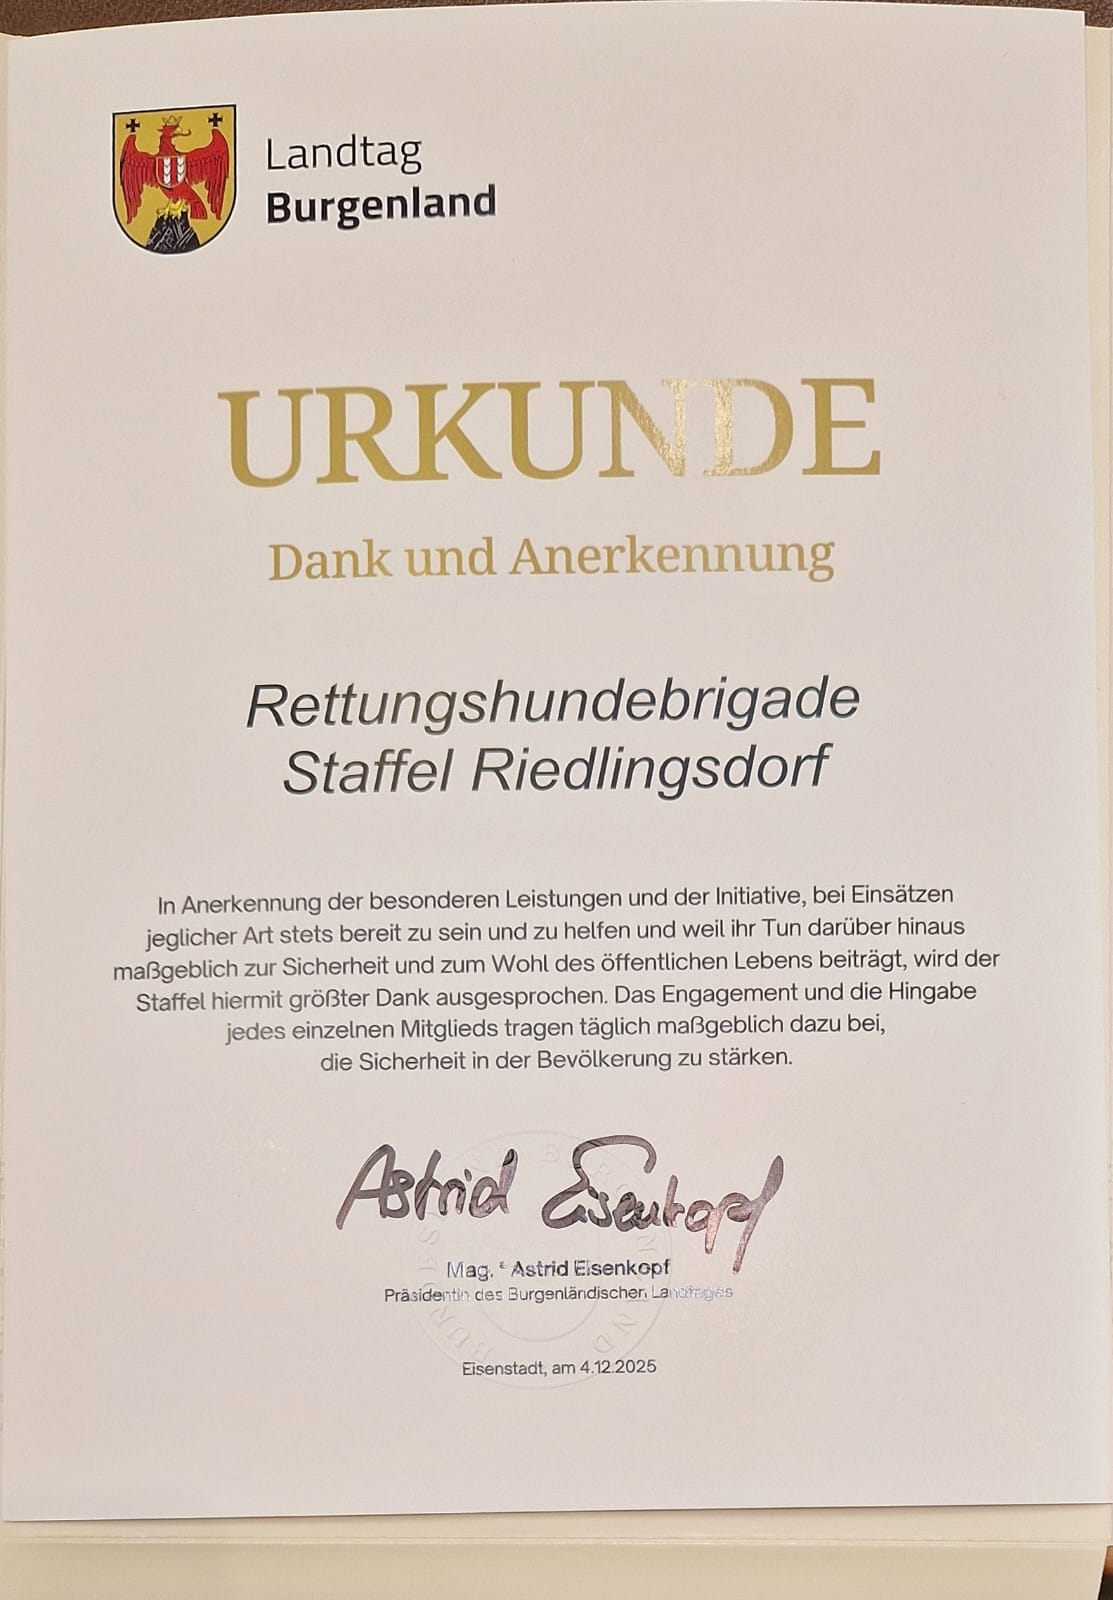 Landtag
Burgenland
URKUNDE
Dank und Anerkennung
Rettungshundebrigade
Staffel Riedlingsdorf
In Anerkennung der besonderen Leistungen und der Initiative, bei Einsätzen
jeglicher Art stets bereit zu sein und zu helfen und weil ihr Tun darüber hinaus
maßgeblich zur Sicherheit und zum Wohl des öffentlichen Lebens beiträgt, wird der
Staffel hiermit größter Dank ausgesprochen. Das Engagement und die Hingabe
jedes einzelnen Mitglieds tragen täglich maßgeblich dazu bei,
die Sicherheit in der Bevölkerung zu stärken.
Astrid Eisenkopf
Mag.ᵃ Astrid Eisenkopf
Präsidentin des Burgenländischen Landtages
Eisenstadt, am 4.12.2025